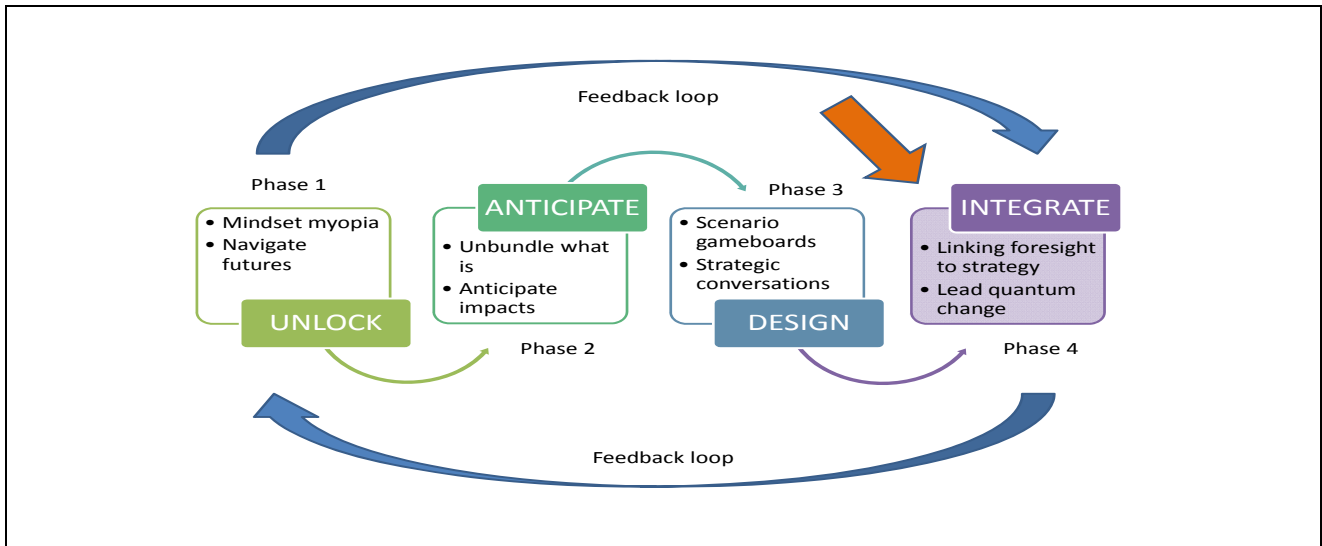 Feedback loop
Phase 1
• Mindset myopia
• Navigate
futures
UNLOCK
ANTICIPATE
• Unbundle what
is
• Anticipate
impacts
Phase 2
Phase 3
• Scenario
gameboards
• Strategic
conversations
DESIGN
INTEGRATE
• Linking foresight
to strategy
• Lead quantum
change
Phase 4
Feedback loop